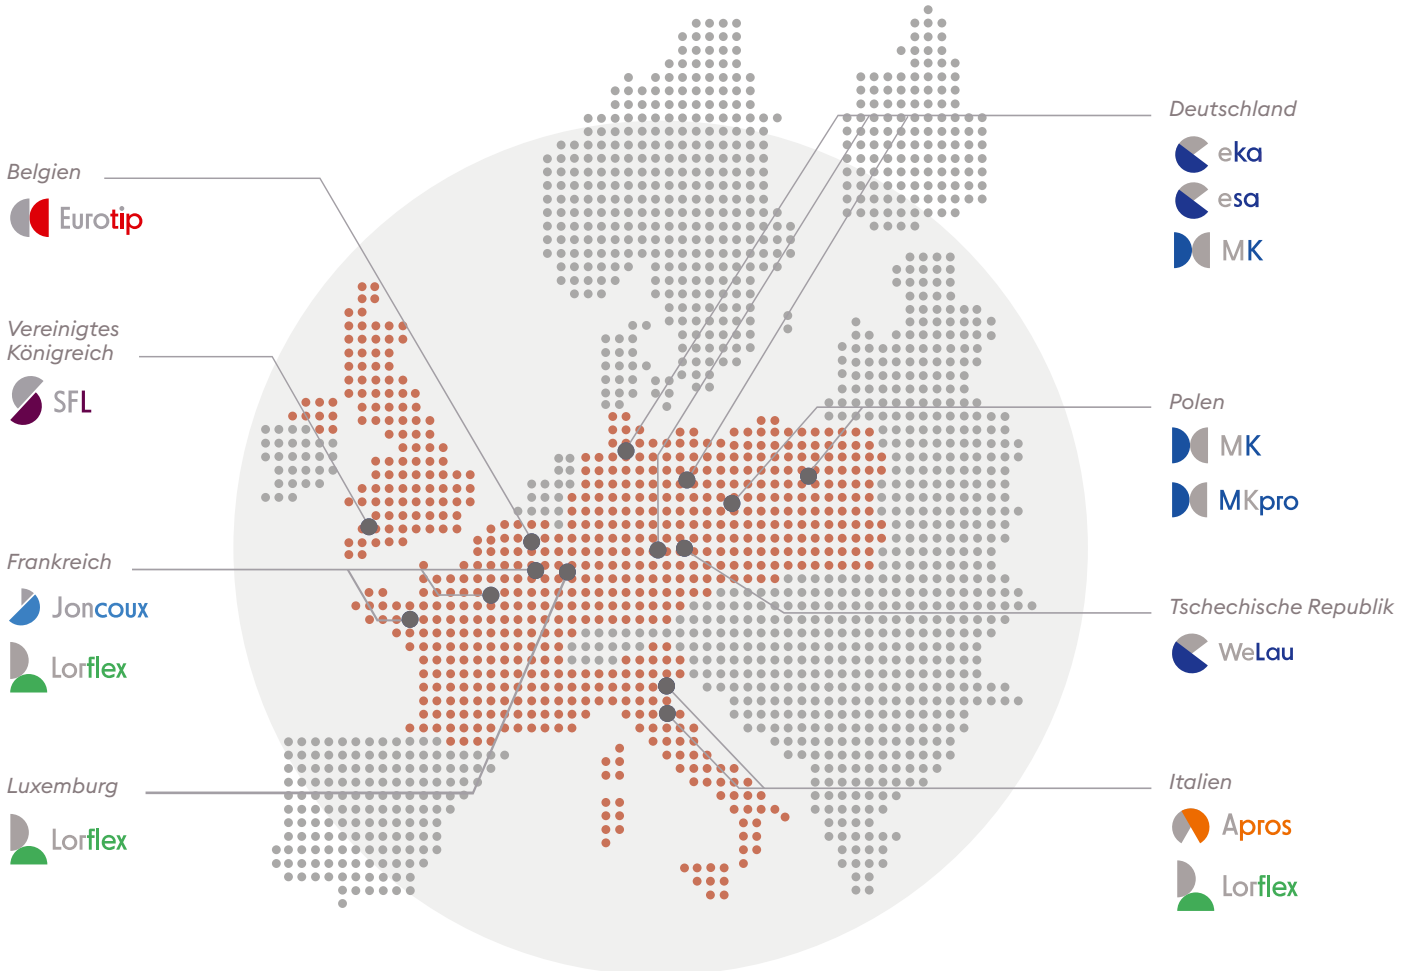 Belgien
Eurotip
Vereinigtes
Königreich
SFL
Frankreich
Joncoux
Lorflex
Luxemburg
Lorflex
Deutschland
eka
esa
MK
Polen
MK
MKpro
Tschechische Republik
WeLau
Italien
Apros
Lorflex